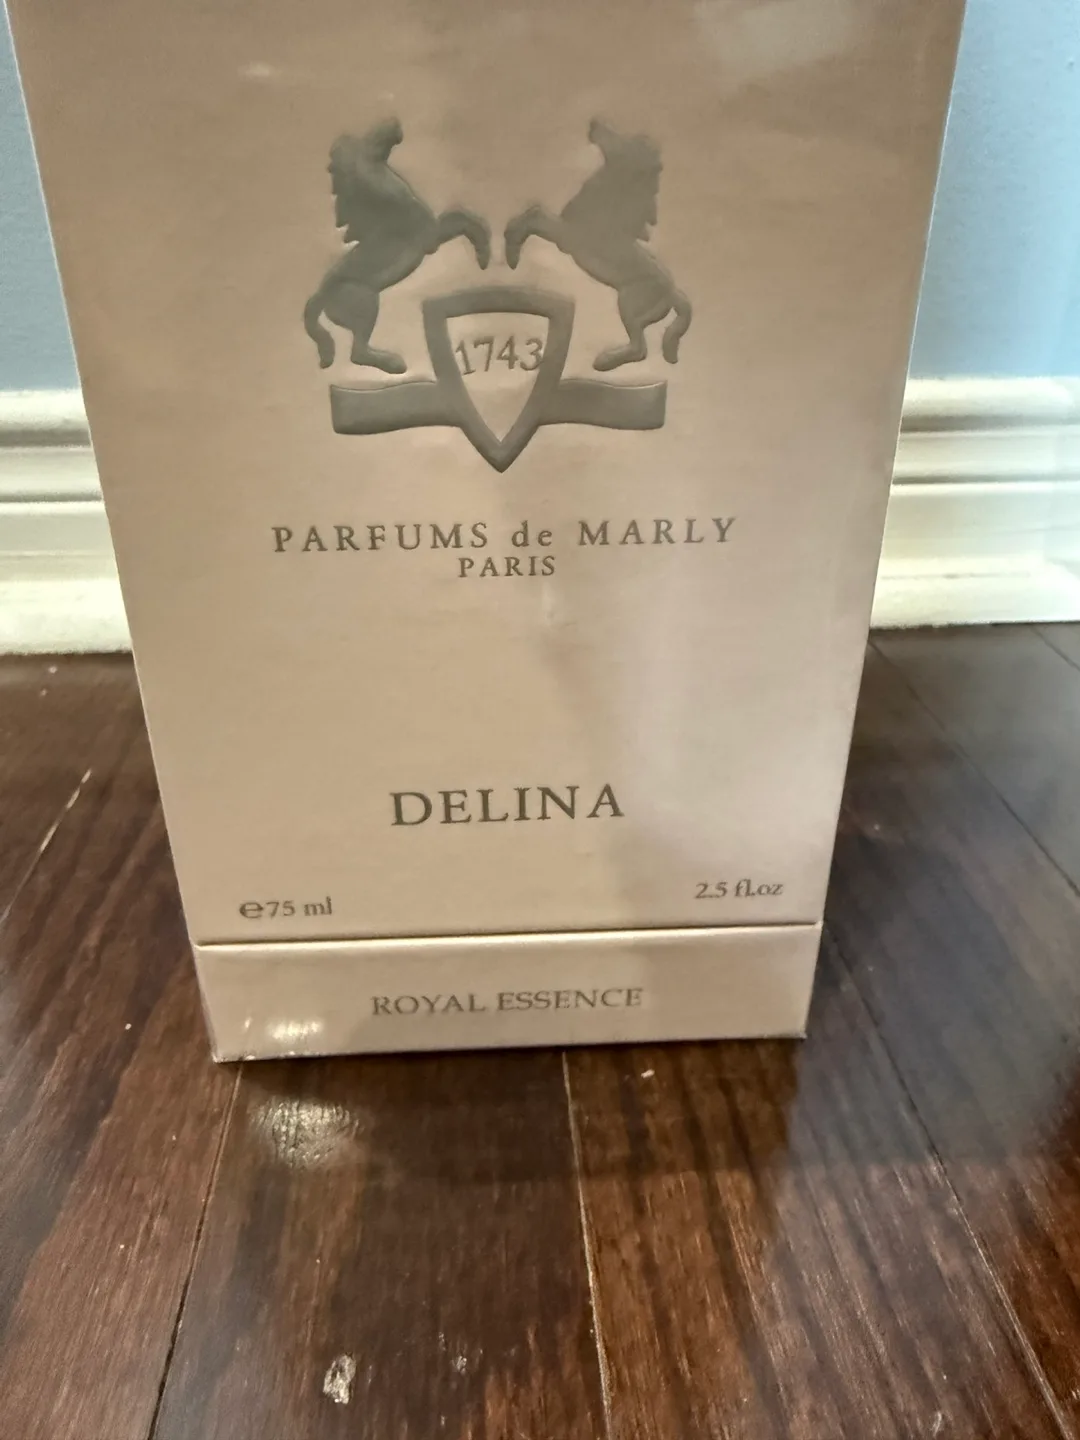 1743
PARFUMS de MARLY
PARIS
DELINA
℮75 ml
2.5 fl.oz
ROYAL ESSENCE